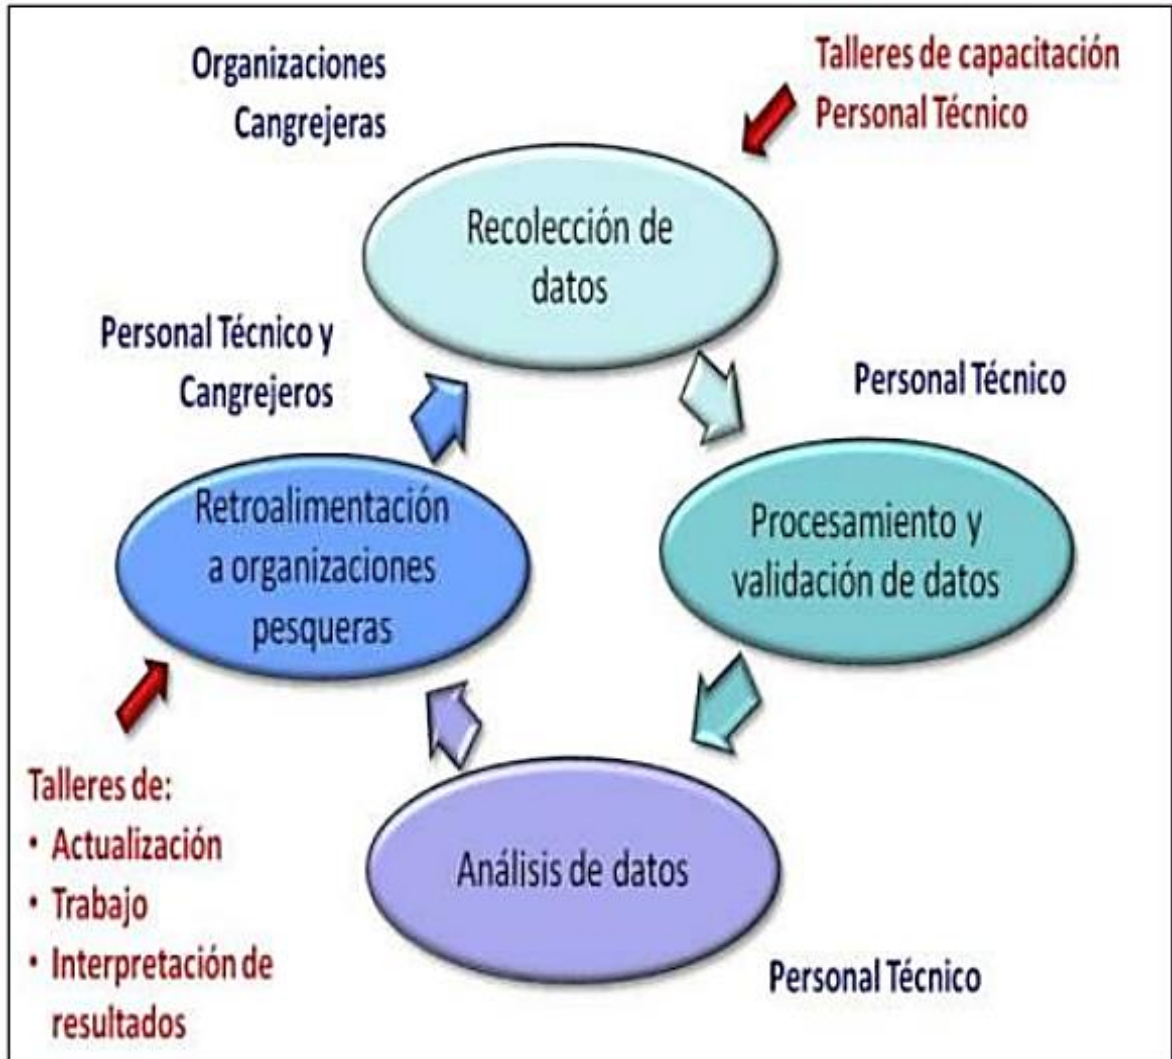 Organizaciones
Cangrejeras
Talleres de capacitación
Personal Técnico
Recolección de
datos
Personal Técnico y
Cangrejeros
Personal Técnico
Retroalimentación
a organizaciones
pesqueras
Procesamiento y
validación de datos
Talleres de:
• Actualización
• Trabajo
• Interpretación de
resultados
Análisis de datos
Personal Técnico